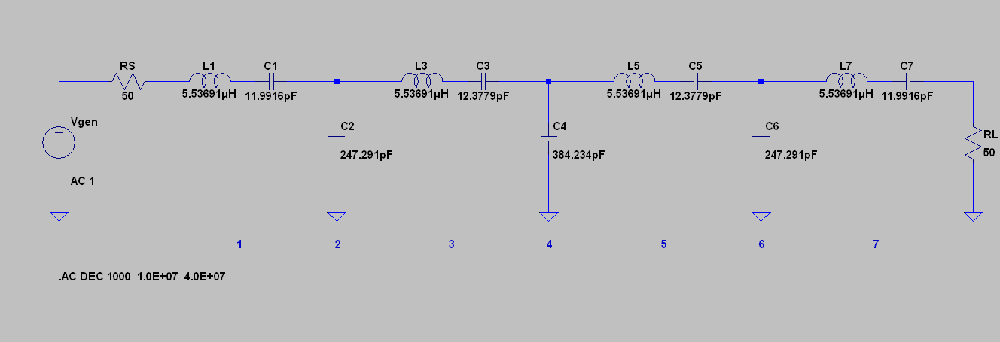 RS
50
L1
5.53691µH
C1
11.9916pF
L3
5.53691µH
C3
12.3779pF
L5
5.53691µH
C5
12.3779pF
L7
5.53691µH
C7
11.9916pF
Vgen
AC 1
C2
247.291pF
C4
384.234pF
C6
247.291pF
RL
50
1 2 3 4 5 6 7
.AC DEC 1000 1.0E+07 4.0E+07